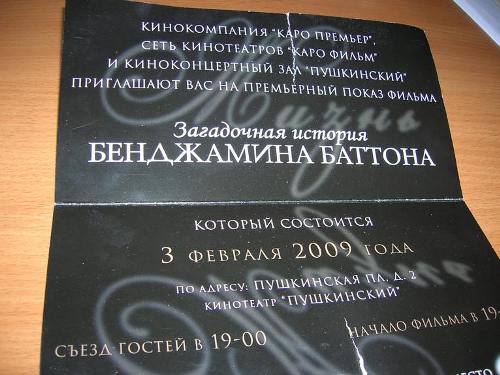 КИНОКОМПАНИЯ "КАРО ПРЕМЬЕР",
СЕТЬ КИНОТЕАТРОВ "КАРО ФИЛЬМ"
И КИНОКОНЦЕРТНЫЙ ЗАЛ "ПУШКИНСКИЙ"
ПРИГЛАШАЮТ ВАС НА ПРЕМЬЕРНЫЙ ПОКАЗ ФИЛЬМА
Жизнь
Загадочная история
БЕНДЖАМИНА БАТТОНА
КОТОРЫЙ СОСТОИТСЯ
3 ФЕВРАЛЯ 2009 ГОДА
ПО АДРЕСУ: ПУШКИНСКАЯ ПЛ. Д. 2
КИНОТЕАТР "ПУШКИНСКИЙ"
СЪЕЗД ГОСТЕЙ В 19-00
НАЧАЛО ФИЛЬМА В 19-